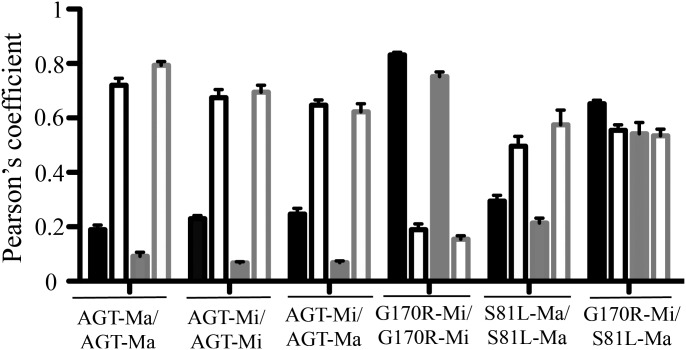 Pearson's coefficient
1
0.8
0.6
0.4
0.2
0
AGT-Ma/
AGT-Ma
AGT-Mi/
AGT-Mi
AGT-Mi/
AGT-Ma
G170R-Mi/
G170R-Mi
S81L-Ma/
S81L-Ma
G170R-Mi/
S81L-Ma